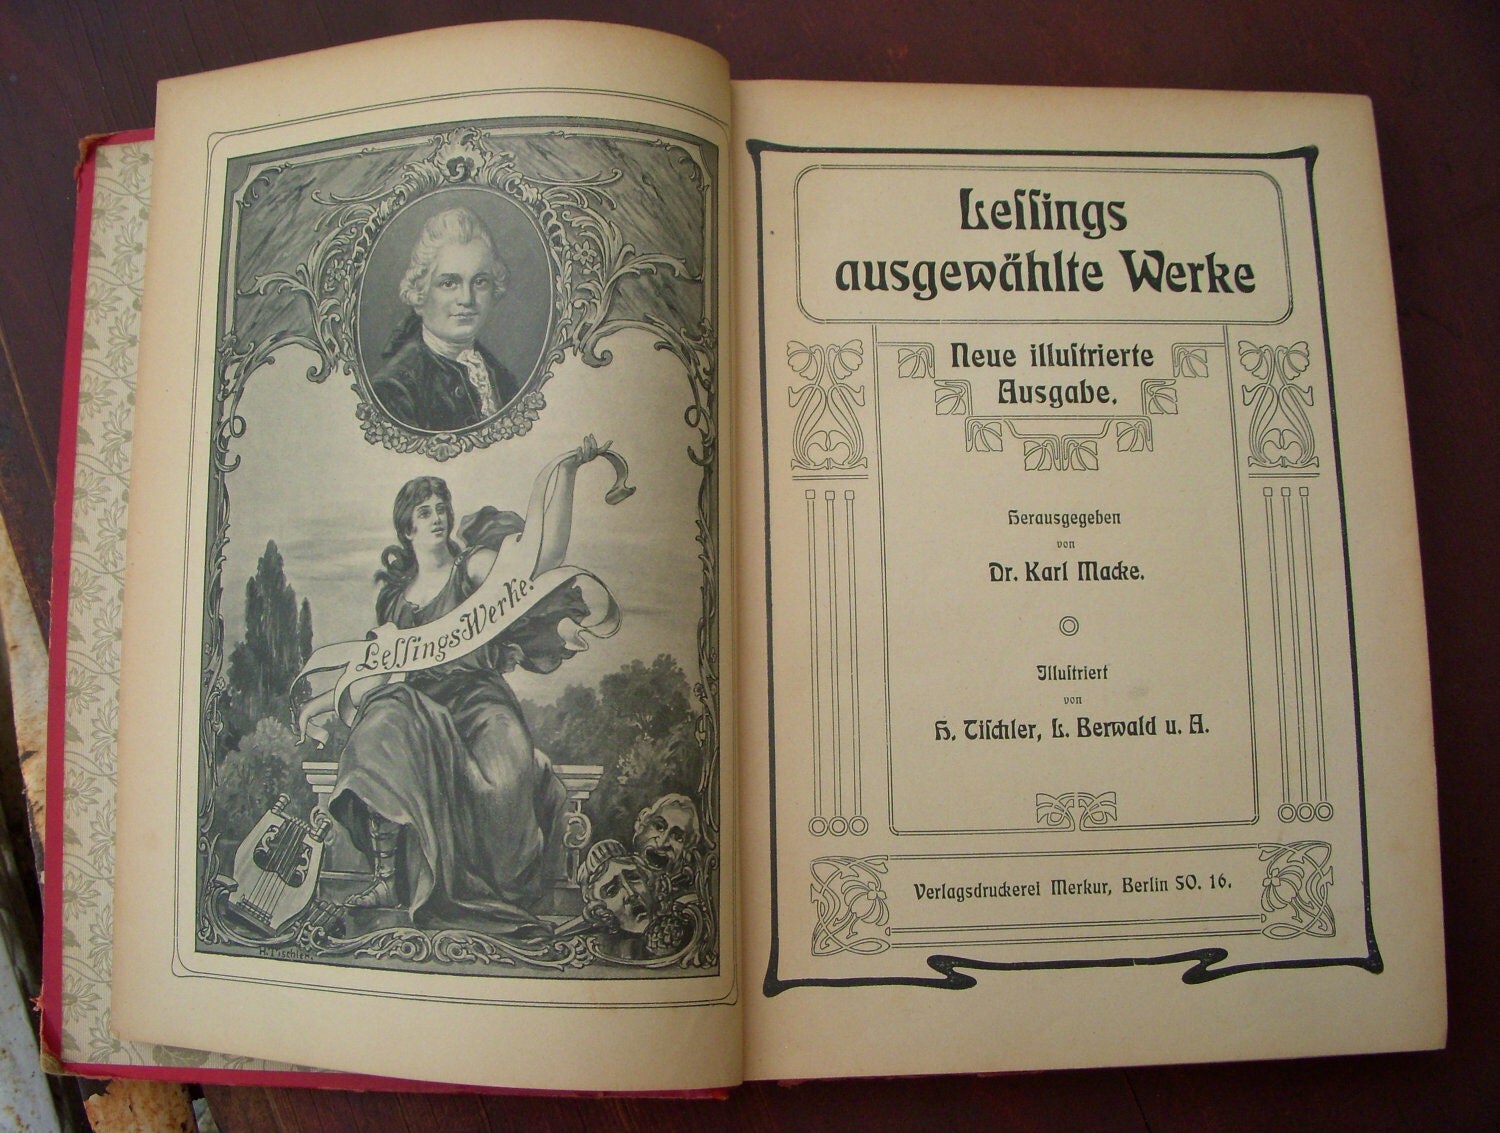 Leſſings Werke.
H. Tischler.
Leſſings
ausgewählte Werke
Neue illuſtrierte
Ausgabe.
Herausgegeben
von
Dr. Karl Macke.
Illuſtriert
von
H. Tiſchler, L. Berwald u. A.
Verlagsdruckerei Merkur, Berlin SO. 16.